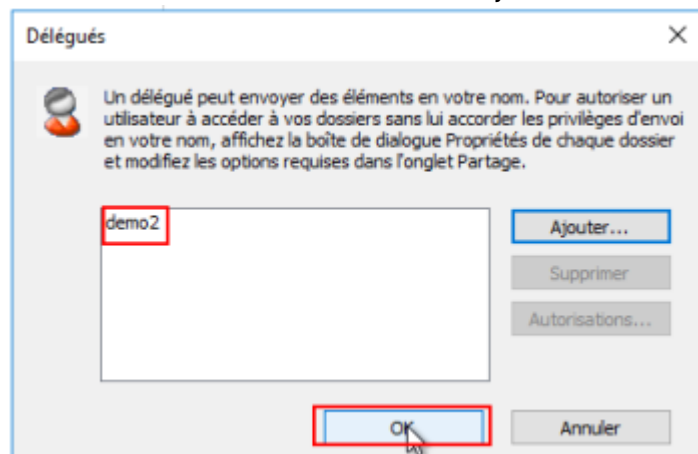 Délégués
Un délégué peut envoyer des éléments en votre nom. Pour autoriser un
utilisateur à accéder à vos dossiers sans lui accorder les privilèges d'envoi
en votre nom, affichez la boîte de dialogue Propriétés de chaque dossier
et modifiez les options requises dans l'onglet Partage.
demo2
Ajouter...
Supprimer
Autorisations...
OK
Annuler